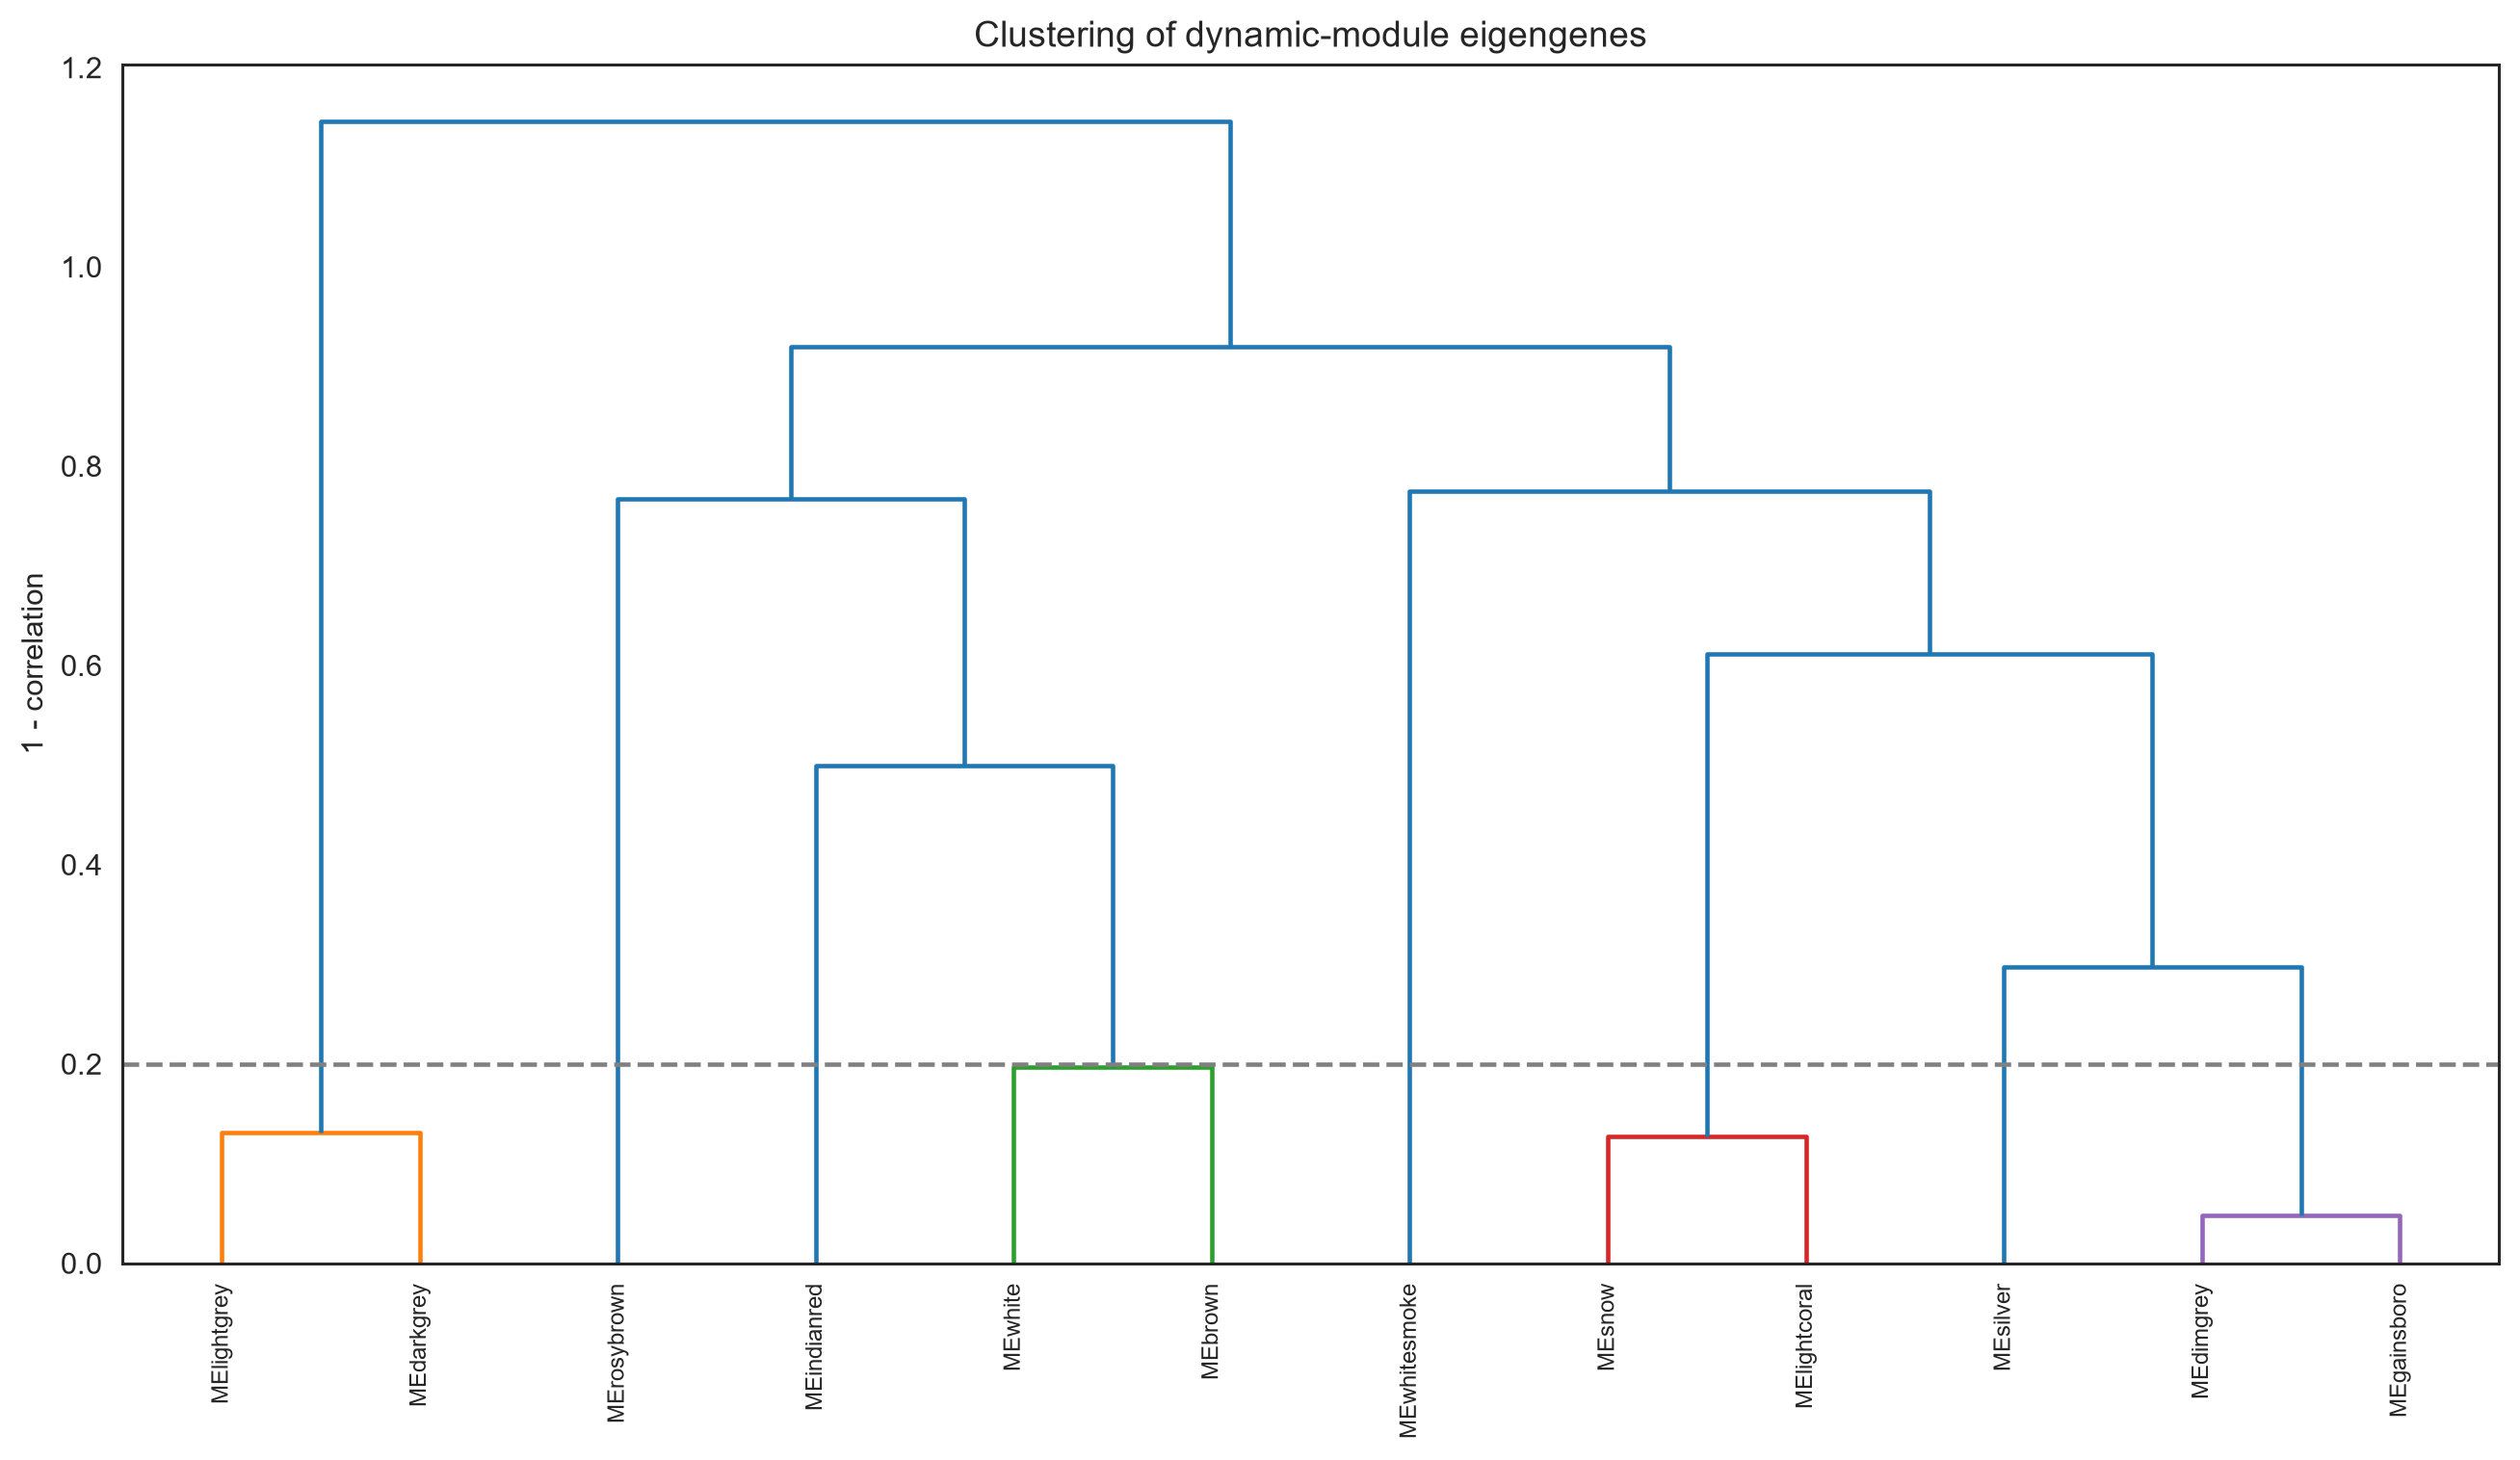 Clustering of dynamic-module eigengenes
1.2
1.0
0.8
0.6
0.4
0.2
0.0
1 - correlation
MElightgrey
MEdarkgrey
MErosybrown
MEindianred
MEwhite
MEbrown
MEwhitesmoke
MEsnow
MElightcoral
MEsilver
MEdimgrey
MEgainsboro